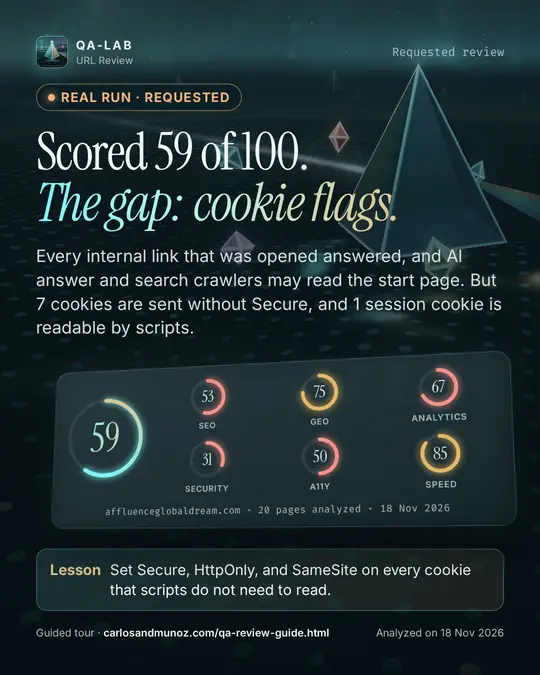 QA-LAB
URL Review
Requested review
REAL RUN · REQUESTED
Scored 59 of 100.
The gap: cookie flags.
Every internal link that was opened answered, and AI
answer and search crawlers may read the start page. But
7 cookies are sent without Secure, and 1 session cookie is
readable by scripts.
59
53
SEO
75
GEO
67
ANALYTICS
31
SECURITY
50
A11Y
85
SPEED
affluenceglobaldream.com · 20 pages analyzed · 18 Nov 2026
Lesson Set Secure, HttpOnly, and SameSite on every cookie
that scripts do not need to read.
Guided tour · carlosandmunoz.com/qa-review-guide.html
Analyzed on 18 Nov 2026